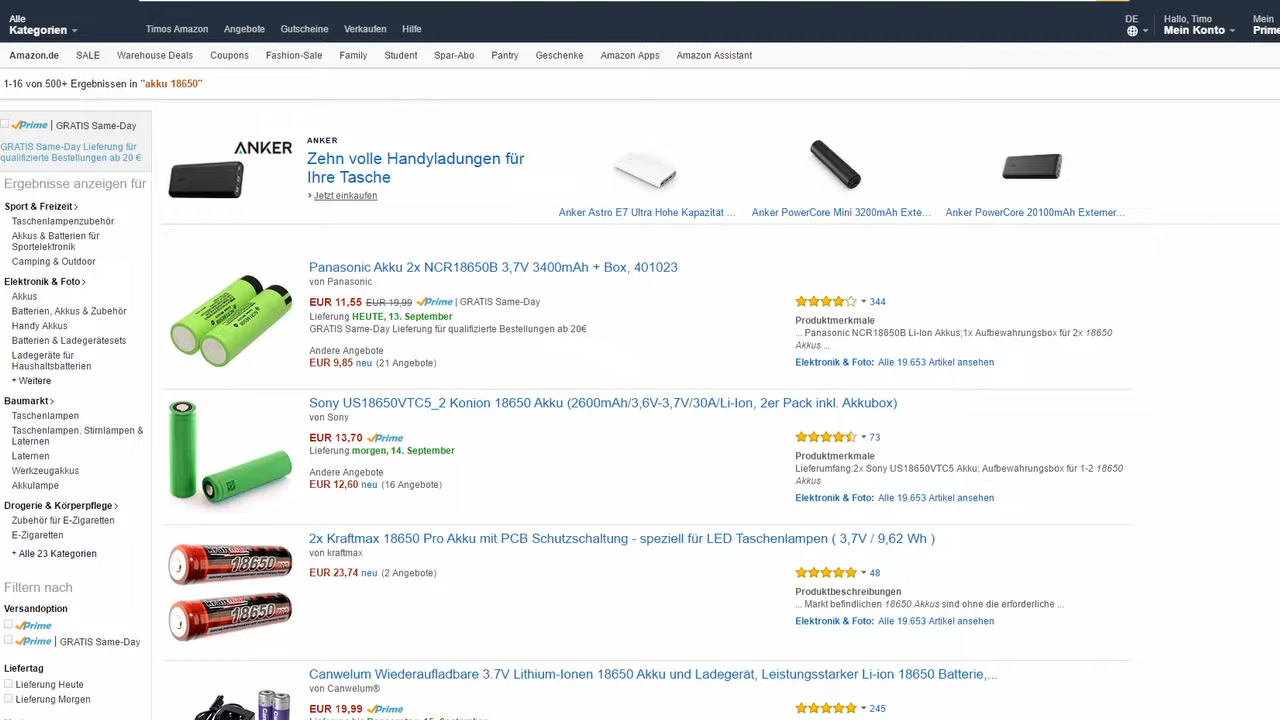 Alle
Kategorien
Timos Amazon Angebote Gutscheine Verkaufen Hilfe
DE
Hallo, Timo
Mein Konto
Mein
Prime
Amazon.de SALE Warehouse Deals Coupons Fashion-Sale Family Student Spar-Abo Pantry Geschenke Amazon Apps Amazon Assistant
1-16 von 500+ Ergebnissen in "akku 18650"
Prime | GRATIS Same-Day
GRATIS Same-Day Lieferung für
qualifizierte Bestellungen ab 20 €
Ergebnisse anzeigen für
Sport & Freizeit
Taschenlampenzubehör
Akkus & Batterien für
Sportelektronik
Camping & Outdoor
Elektronik & Foto
Akkus
Batterien, Akkus & Zubehör
Handy Akkus
Batterien & Ladegerätesets
Ladegeräte für
Haushaltsbatterien
+ Weitere
Baumarkt
Taschenlampen
Taschenlampen, Stirnlampen &
Laternen
Laternen
Werkzeugakkus
Akkulampe
Drogerie & Körperpflege
Zubehör für E-Zigaretten
E-Zigaretten
+ Alle 23 Kategorien
Filtern nach
Versandoption
Prime
Prime | GRATIS Same-Day
Liefertag
Lieferung Heute
Lieferung Morgen
ANKER
ANKER
Zehn volle Handyladungen für
Ihre Tasche
› Jetzt einkaufen
Anker Astro E7 Ultra Hohe Kapazität ...
Anker PowerCore Mini 3200mAh Exte...
Anker PowerCore 20100mAh Externer...
Panasonic Akku 2x NCR18650B 3,7V 3400mAh + Box, 401023
von Panasonic
EUR 11,55 EUR 19,99 Prime | GRATIS Same-Day
Lieferung HEUTE, 13. September
GRATIS Same-Day Lieferung für qualifizierte Bestellungen ab 20€
Andere Angebote
EUR 9,85 neu (21 Angebote)
344
Produktmerkmale
... Panasonic NCR18650B Li-Ion Akkus;1x Aufbewahrungsbox für 2x 18650
Akkus ...
Elektronik & Foto: Alle 19.653 Artikel ansehen
Sony US18650VTC5_2 Konion 18650 Akku (2600mAh/3,6V-3,7V/30A/Li-Ion, 2er Pack inkl. Akkubox)
von Sony
EUR 13,70 Prime
Lieferung morgen, 14. September
Andere Angebote
EUR 12,60 neu (16 Angebote)
73
Produktmerkmale
Lieferumfang:2x Sony US18650VTC5 Akku; Aufbewahrungsbox für 1-2 18650
Akkus
Elektronik & Foto: Alle 19.653 Artikel ansehen
kraftmax 18650
kraftmax 18650
2x Kraftmax 18650 Pro Akku mit PCB Schutzschaltung - speziell für LED Taschenlampen ( 3,7V / 9,62 Wh )
von kraftmax
EUR 23,74 neu (2 Angebote)
48
Produktbeschreibungen
... Markt befindlichen 18650 Akkus sind ohne die erforderliche ...
Elektronik & Foto: Alle 19.653 Artikel ansehen
Canwelum Wiederaufladbare 3.7V Lithium-Ionen 18650 Akku und Ladegerät, Leistungsstarker Li-ion 18650 Batterie,...
von Canwelum®
EUR 19,99 Prime
245